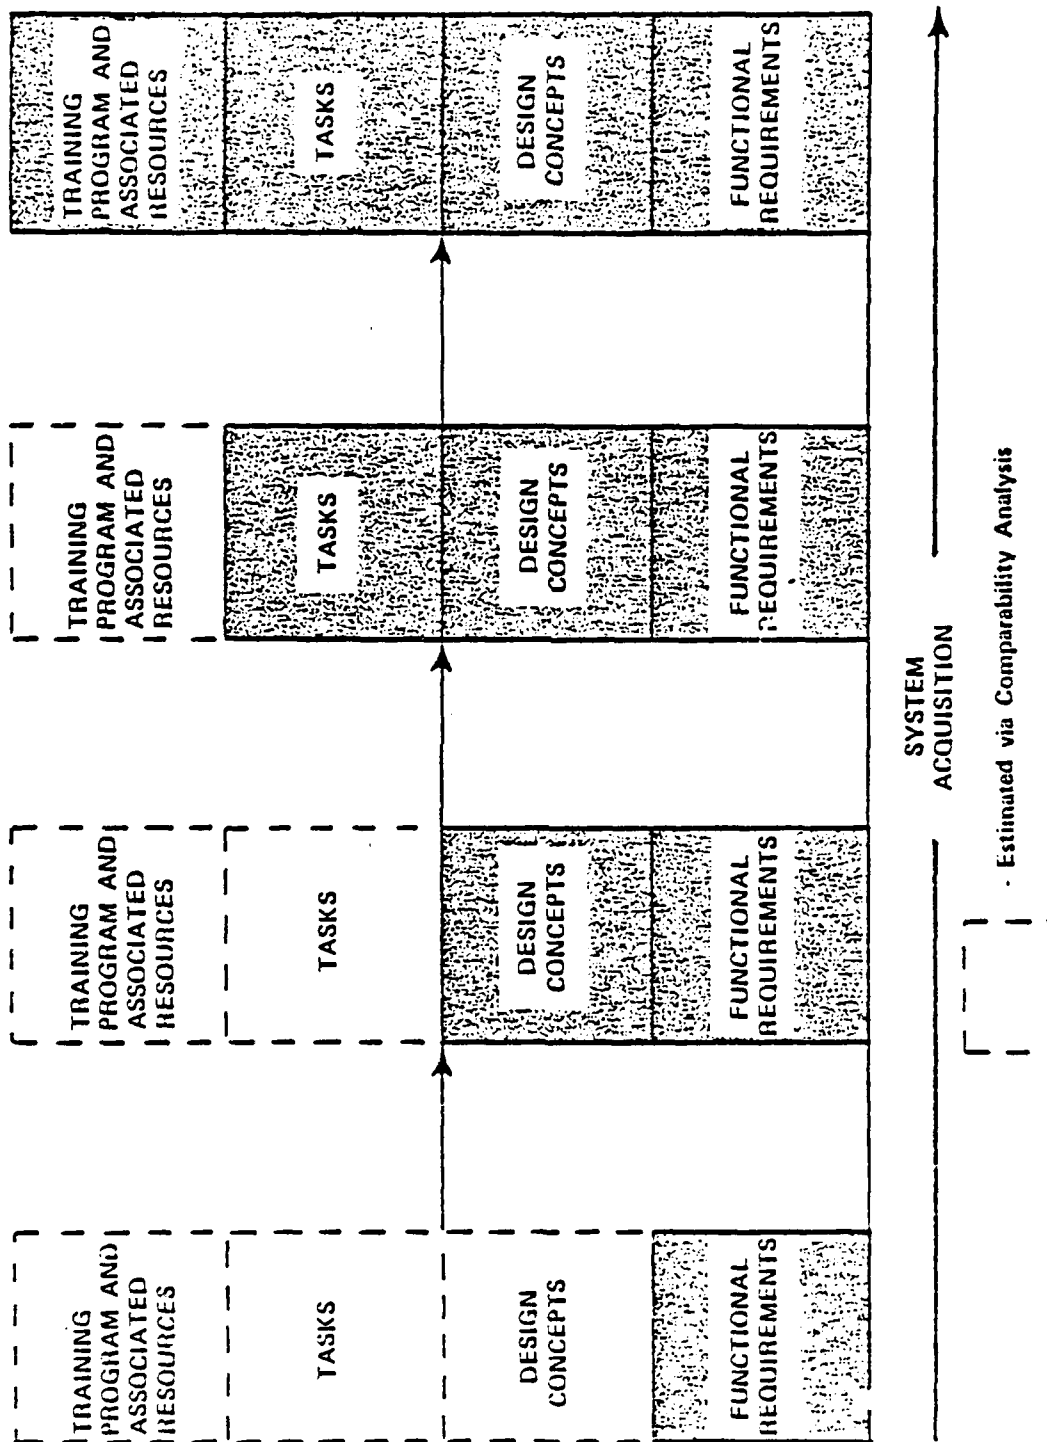 TRAINING
PROGRAM AND
ASSOCIATED
RESOURCES
TASKS
DESIGN
CONCEPTS
FUNCTIONAL
REQUIREMENTS
TRAINING
PROGRAM AND
ASSOCIATED
RESOURCES
TASKS
DESIGN
CONCEPTS
FUNCTIONAL
REQUIREMENTS
TRAINING
PROGRAM AND
ASSOCIATED
RESOURCES
TASKS
DESIGN
CONCEPTS
FUNCTIONAL
REQUIREMENTS
TRAINING
PROGRAM AND
ASSOCIATED
RESOURCES
TASKS
DESIGN
CONCEPTS
FUNCTIONAL
REQUIREMENTS
SYSTEM
ACQUISITION
- Estimated via Comparability Analysis